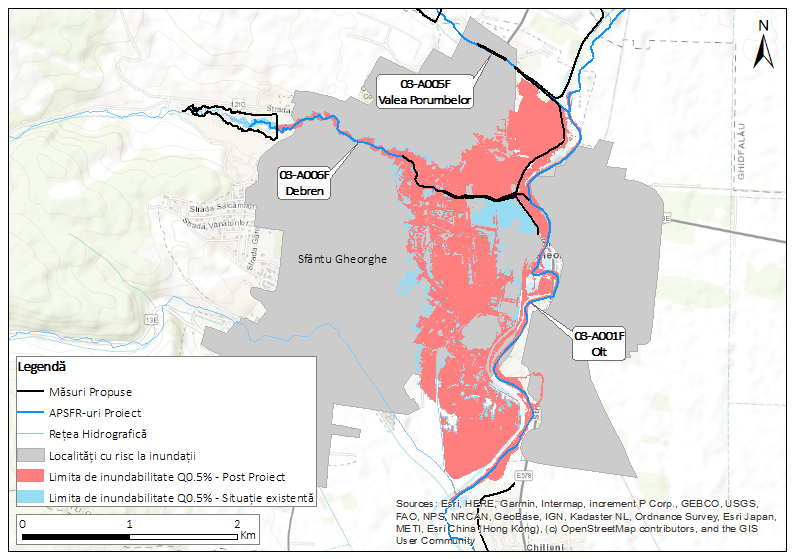 N
1
03-A005F
Valea Porumbelor
121C
Strada
GHIDFALĂU
03-A006F
Debren
Strada Salcâmilor
Strada Vânătorilor
Sfântu Gheorghe
13E
03-A001F
Olt
Legendă
Măsuri Propuse
APSFR-uri Proiect
Rețea Hidrografică
Localități cu risc la inundații
Limita de inundabilitate Q0.5% - Post Proiect
Limita de inundabilitate Q0.5% - Situație existentă
E578
0 1 2
Km
Sources: Esri, HERE, Garmin, Intermap, increment P Corp., GEBCO, USGS,
FAO, NPS, NRCAN, GeoBase, IGN, Kadaster NL, Ordnance Survey, Esri Japan,
METI, Esri China (Hong Kong), (c) OpenStreetMap contributors, and the GIS
User Community
Chilieni